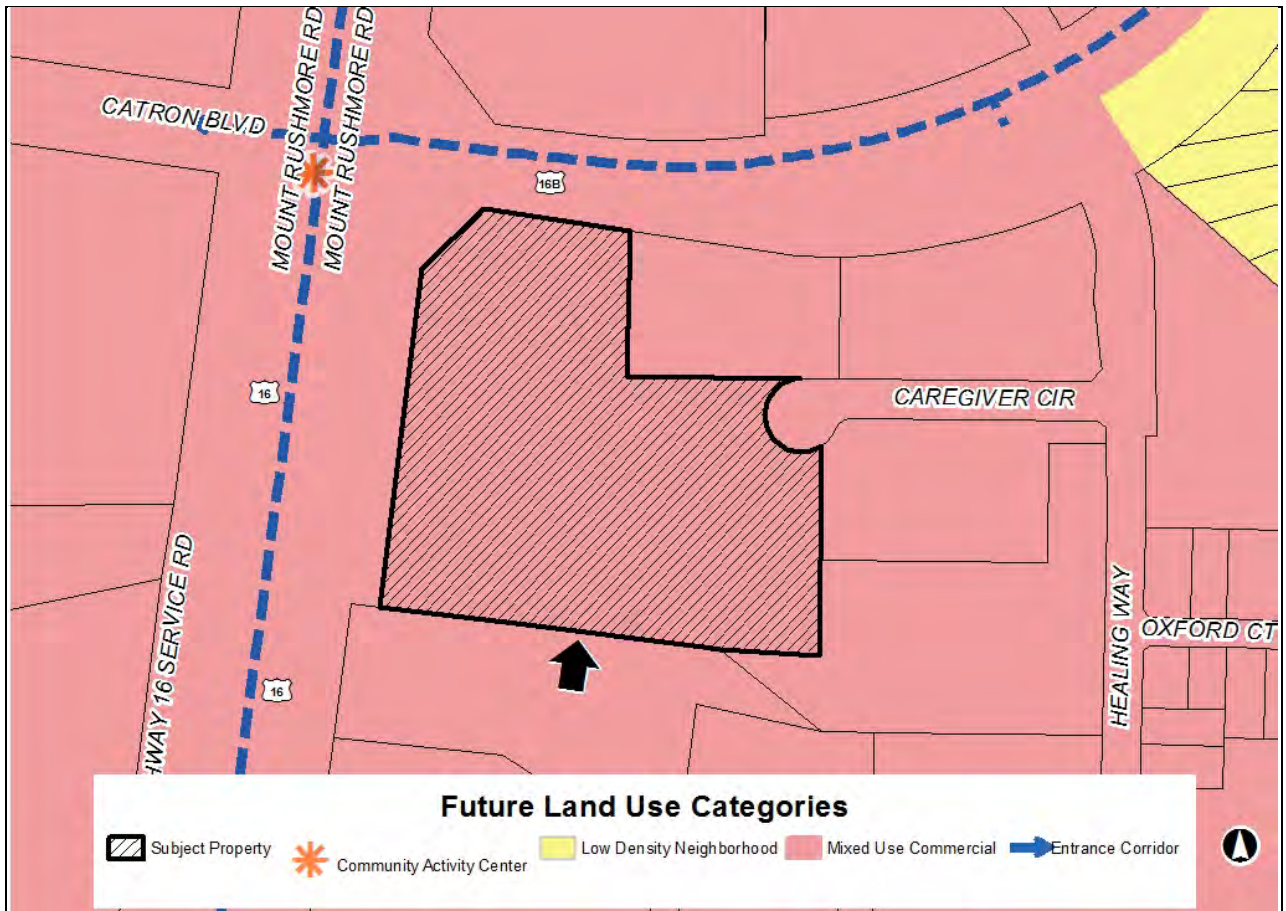 MOUNT RUSHMORE RD
MOUNT RUSHMORE RD
CATRON BLVD
16B
16
CAREGIVER CIR
HWAY 16 SERVICE RD
HEALING WAY
OXFORD CT
16
Future Land Use Categories
Subject Property
Community Activity Center
Low Density Neighborhood
Mixed Use Commercial
Entrance Corridor